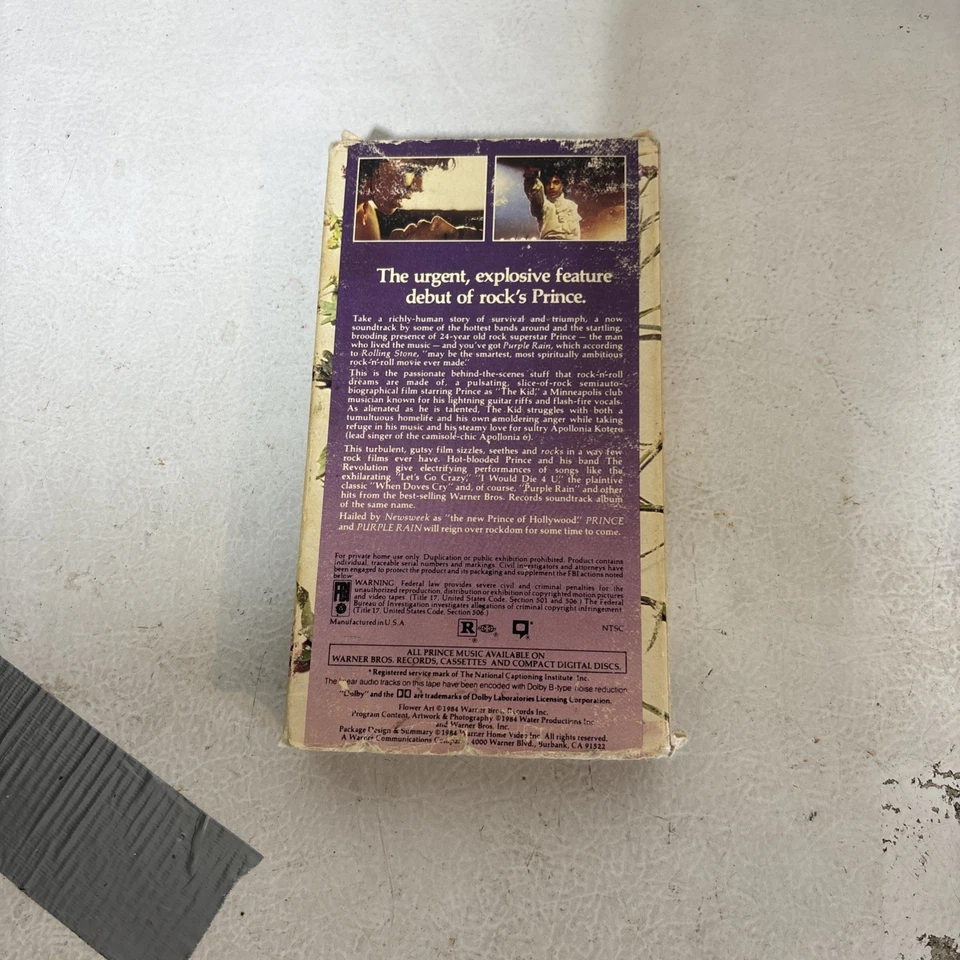 The urgent, explosive feature
debut of rock's Prince.
Take a richly-human story of survival and triumph, a now
soundtrack by some of the hottest bands around and the startling,
brooding presence of 24-year old rock superstar Prince — the man
who lived the music — and you've got Purple Rain, which according
to Rolling Stone, "may be the smartest, most spiritually ambitious
rock-'n'-roll movie ever made."
This is the passionate behind-the-scenes stuff that rock-'n'-roll
dreams are made of, a pulsating, slice-of-rock semiauto-
biographical film starring Prince as "The Kid," a Minneapolis club
musician known for his lightning guitar riffs and flash-fire vocals.
As alienated as he is talented, The Kid struggles with both a
tumultuous homelife and his own smoldering anger while taking
refuge in his music and his steamy love for sultry Apollonia Kotero
(lead singer of the camisole-chic Apollonia 6).
This turbulent, gutsy film sizzles, seethes and rocks in a way few
rock films ever have. Hot-blooded Prince and his band The
Revolution give electrifying performances of songs like the
exhilarating "Let's Go Crazy," "I Would Die 4 U," the plaintive
classic "When Doves Cry" and, of course, "Purple Rain" and other
hits from the best-selling Warner Bros. Records soundtrack album
of the same name.
Hailed by Newsweek as "the new Prince of Hollywood," PRINCE
and PURPLE RAIN will reign over rockdom for some time to come.
For private home use only. Duplication or public exhibition prohibited. Product contains
individual, traceable serial numbers and markings. Civil investigators and attorneys have
been engaged to protect the product and its packaging and supplement the FBI actions noted
below.
FBI
WARNING: Federal law provides severe civil and criminal penalties for the
unauthorized reproduction, distribution or exhibition of copyrighted motion pictures
and video tapes. (Title 17, United States Code, Section 501 and 506.) The Federal
Bureau of Investigation investigates allegations of criminal copyright infringement.
(Title 17, United States Code, Section 506.)
Manufactured in U.S.A. R ® ®* NTSC
ALL PRINCE MUSIC AVAILABLE ON
WARNER BROS. RECORDS, CASSETTES AND COMPACT DIGITAL DISCS.
* Registered service mark of The National Captioning Institute Inc.
The linear audio tracks on this tape have been encoded with Dolby B-type noise reduction.
"Dolby" and the are trademarks of Dolby Laboratories Licensing Corporation.
Flower Art ©1984 Warner Bros. Records Inc.
Program Content, Artwork & Photography ©1984 Water Productions Inc.
and Warner Bros. Inc.
Package Design & Summary ©1984 Warner Home Video Inc. All rights reserved.
A Warner Communications Company, 4000 Warner Blvd., Burbank, CA 91522